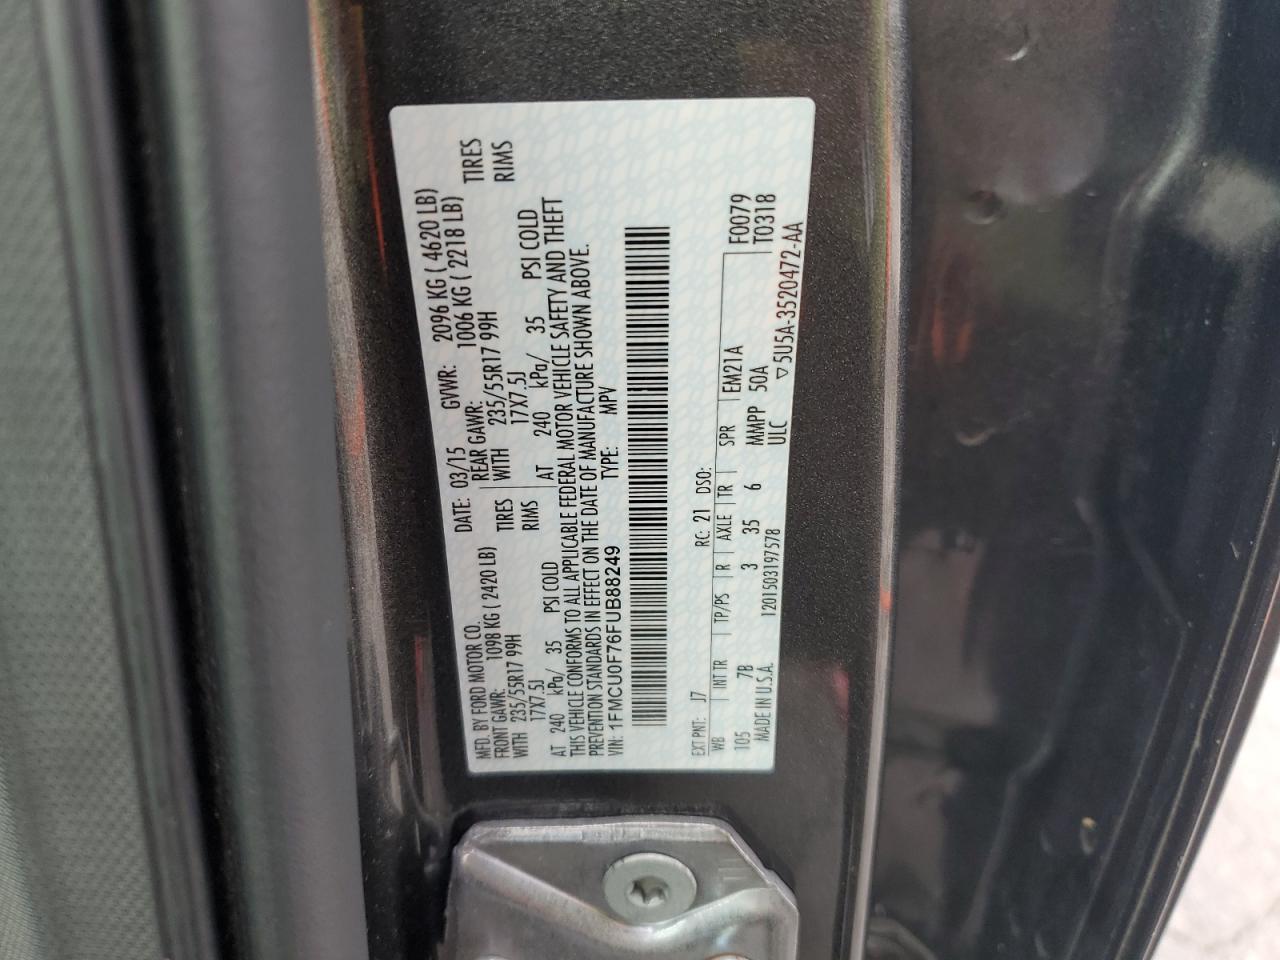 MFD. BY FORD MOTOR CO. DATE: 03/15 GVWR: 2096 KG ( 4620 LB)
FRONT GAWR: 1098 KG ( 2420 LB) REAR GAWR: 1006 KG ( 2218 LB)
WITH 235/55R17 99H TIRES WITH 235/55R17 99H TIRES
17X7.5J RIMS 17X7.5J RIMS
AT 240 kPa/ 35 PSI COLD AT 240 kPa/ 35 PSI COLD
THIS VEHICLE CONFORMS TO ALL APPLICABLE FEDERAL MOTOR VEHICLE SAFETY AND THEFT
PREVENTION STANDARDS IN EFFECT ON THE DATE OF MANUFACTURE SHOWN ABOVE.
VIN: 1FMCU0F76FUB88249 TYPE: MPV
EXT PNT: J7 RC: 21 DSO: F0079
WB INT TR TP/PS R AXLE TR SPR EM21A T0318
105 7B 3 35 6 MMPP 50A
MADE IN U.S.A. 1201503197578 ULC ▽5U5A-3520472-AA